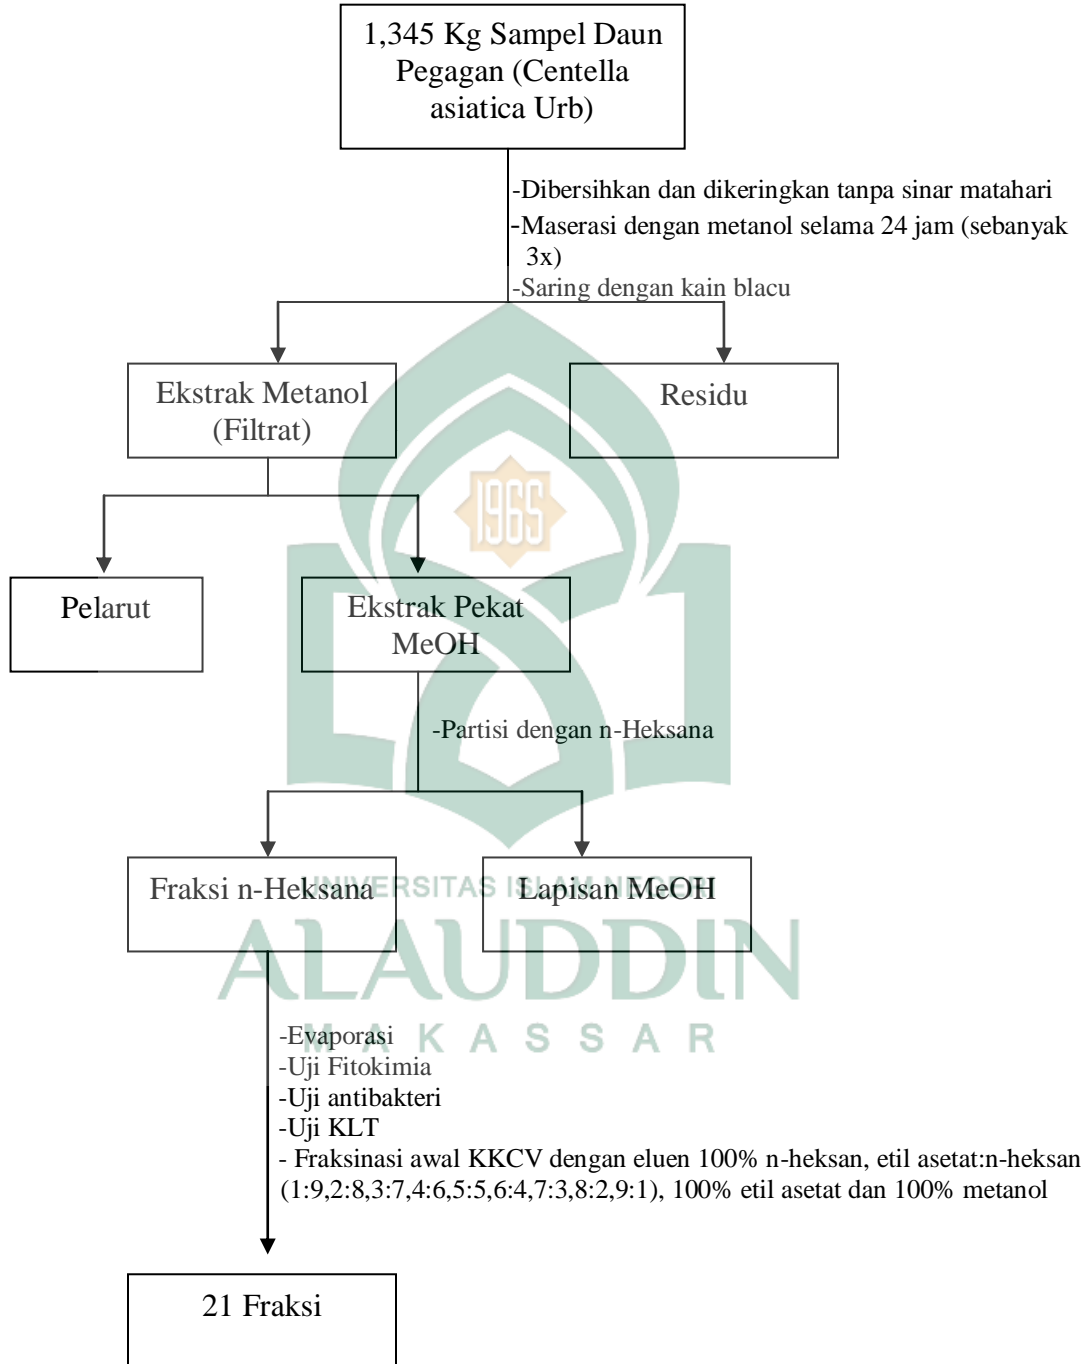 1,345 Kg Sampel Daun
Pegagan (Centella
asiatica Urb)
-Dibersihkan dan dikeringkan tanpa sinar matahari
-Maserasi dengan metanol selama 24 jam (sebanyak
3x)
-Saring dengan kain blacu
Ekstrak Metanol
(Filtrat)
Residu
1965
Pelarut
Ekstrak Pekat
MeOH
-Partisi dengan n-Heksana
Fraksi n-Heksana
Lapisan MeOH
UNIVERSITAS ISLAM NEGERI
ALAUDDIN
MAKASSAR
-Evaporasi
-Uji Fitokimia
-Uji antibakteri
-Uji KLT
- Fraksinasi awal KKCV dengan eluen 100% n-heksan, etil asetat:n-heksan
(1:9,2:8,3:7,4:6,5:5,6:4,7:3,8:2,9:1), 100% etil asetat dan 100% metanol
21 Fraksi